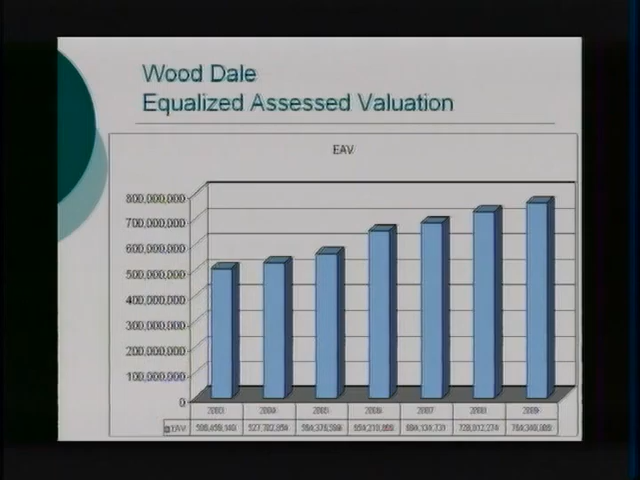 Wood Dale
Equalized Assessed Valuation
EAV
800,000,000
700,000,000
600,000,000
500,000,000
400,000,000
300,000,000
200,000,000
100,000,000
0
2003 2004 2005 2006 2007 2008 2009
EAV